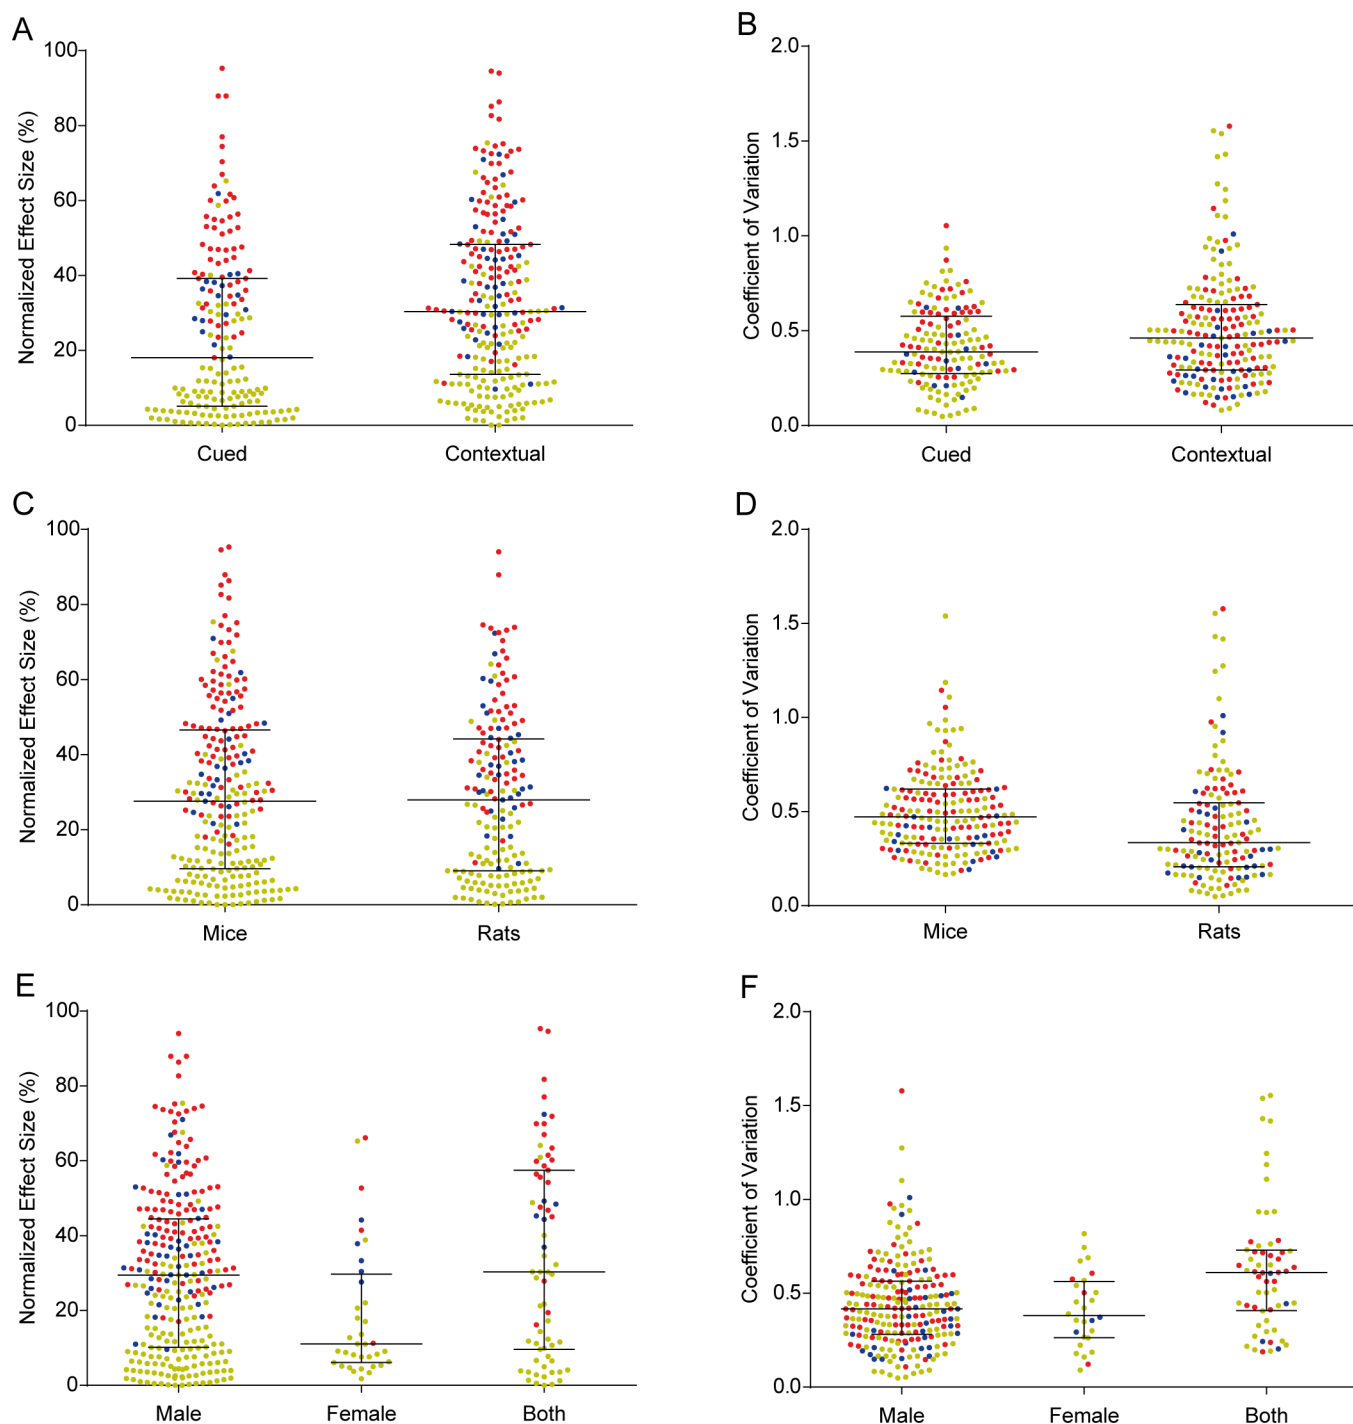 A
Normalized Effect Size (%)
100
80
60
40
20
0
Cued
Contextual
B
Coefficient of Variation
2.0
1.5
1.0
0.5
0.0
Cued
Contextual
C
Normalized Effect Size (%)
100
80
60
40
20
0
Mice
Rats
D
Coefficient of Variation
2.0
1.5
1.0
0.5
0.0
Mice
Rats
E
Normalized Effect Size (%)
100
80
60
40
20
0
Male
Female
Both
F
Coefficient of Variation
2.0
1.5
1.0
0.5
0.0
Male
Female
Both